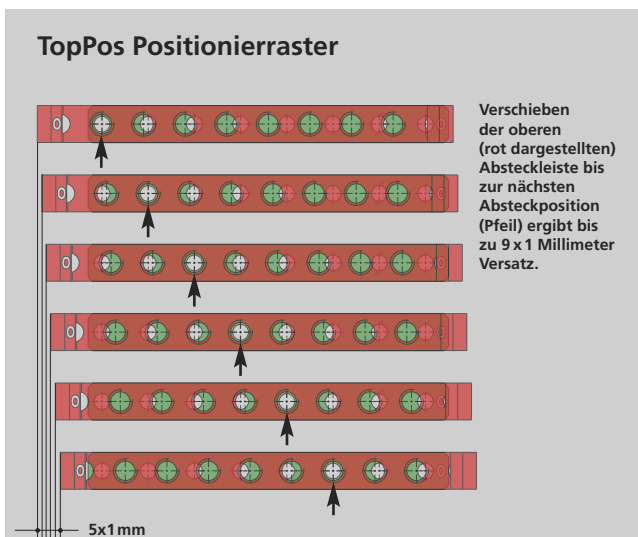 TopPos Positionierraster
Verschieben
der oberen
(rot dargestellten)
Absteckleiste bis
zur nächsten
Absteckposition
(Pfeil) ergibt bis
zu 9 x 1 Millimeter
Versatz.
5x1mm